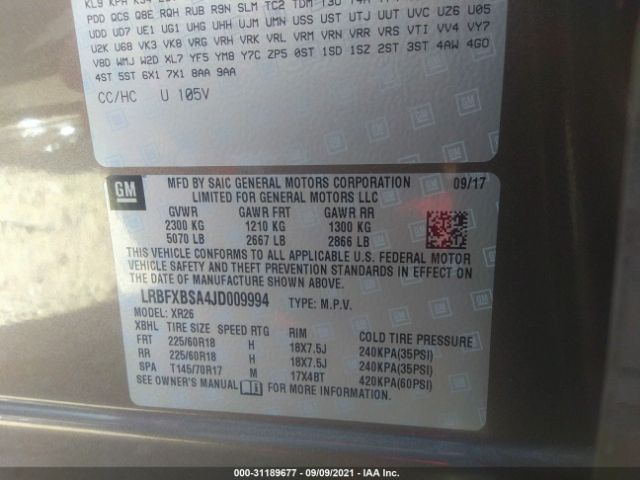 PDD QCS Q8E RQH RUB R9N SLM TCZ TDM
UDD UD7 UE1 UG1 UHG UHH UJM UMN USS UST UTJ UUT UVC UZ6 U05
U2K U68 VK3 VK8 VRG VRH VRK VRL VRM VRN VRR VRS VTI VV4 VY7
V8D WMJ W2D XL7 YF5 YM8 Y7C ZP5 0ST 1SD 1SZ 2ST 3ST 4AW 4GO
4ST 5ST 6X1 7X1 8AA 9AA
CC/HC U 105V
GM
MFD BY SAIC GENERAL MOTORS CORPORATION 09/17
LIMITED FOR GENERAL MOTORS LLC
GVWR GAWR FRT GAWR RR
2300 KG 1210 KG 1300 KG
5070 LB 2667 LB 2866 LB
THIS VEHICLE CONFORMS TO ALL APPLICABLE U.S. FEDERAL MOTOR
VEHICLE SAFETY AND THEFT PREVENTION STANDARDS IN EFFECT ON
THE DATE OF MANUFACTURE SHOWN ABOVE.
LRBFXBSA4JD009994 TYPE: M.P.V.
MODEL: XR26
XBHL TIRE SIZE SPEED RTG RIM COLD TIRE PRESSURE
FRT 225/60R18 H 18X7.5J 240KPA(35PSI)
RR 225/60R18 H 18X7.5J 240KPA(35PSI)
SPA T145/70R17 M 17X4BT 420KPA(60PSI)
SEE OWNER'S MANUAL FOR MORE INFORMATION.
000-31189677 - 09/09/2021 - IAA Inc.